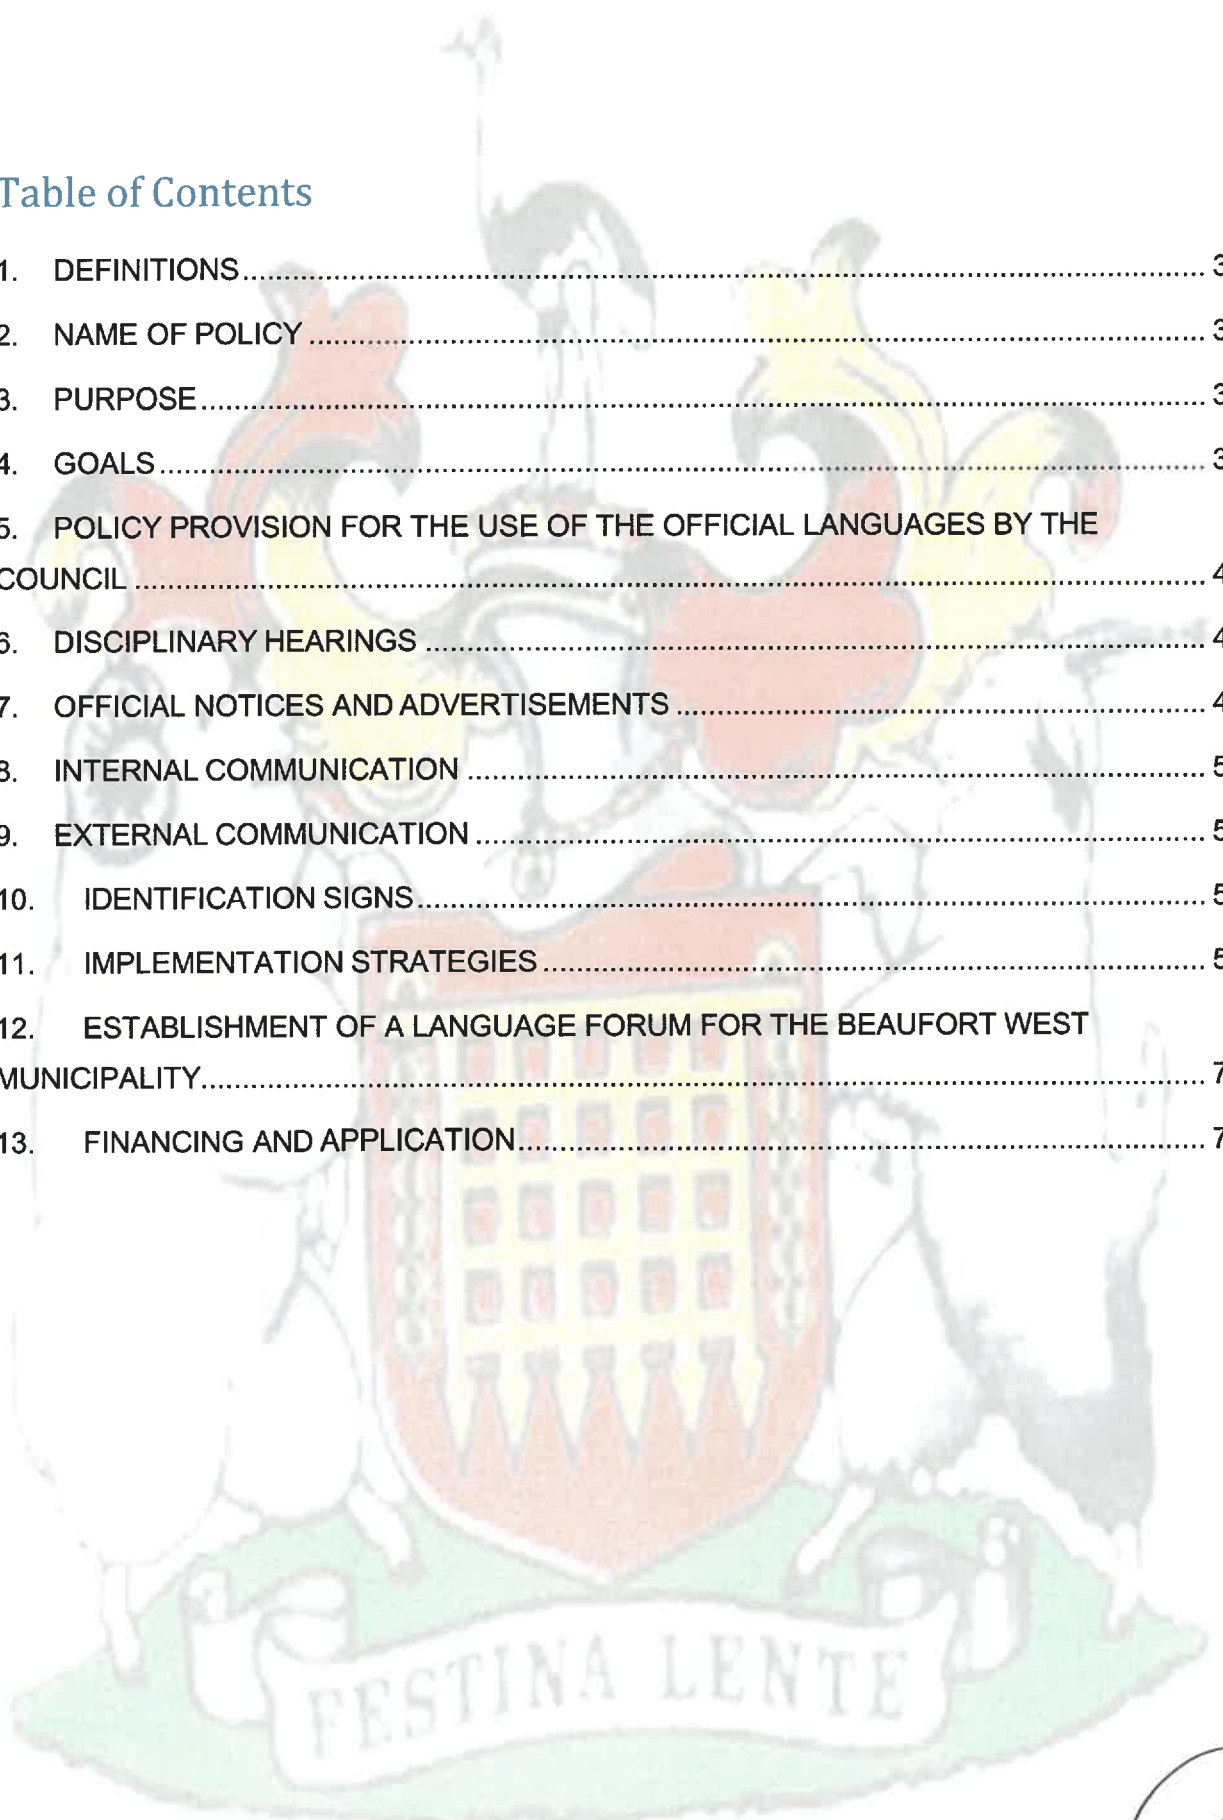 Table of Contents
1. DEFINITIONS........................................................................ 3
2. NAME OF POLICY........................................................................ 3
3. PURPOSE........................................................................ 3
4. GOALS........................................................................ 3
5. POLICY PROVISION FOR THE USE OF THE OFFICIAL LANGUAGES BY THE
COUNCIL........................................................................ 4
6. DISCIPLINARY HEARINGS........................................................................ 4
7. OFFICIAL NOTICES AND ADVERTISEMENTS........................................................................ 4
8. INTERNAL COMMUNICATION........................................................................ 5
9. EXTERNAL COMMUNICATION........................................................................ 5
10. IDENTIFICATION SIGNS........................................................................ 5
11. IMPLEMENTATION STRATEGIES........................................................................ 5
12. ESTABLISHMENT OF A LANGUAGE FORUM FOR THE BEAUFORT WEST
MUNICIPALITY........................................................................ 7
13. FINANCING AND APPLICATION........................................................................ 7
FESTINA LENTE